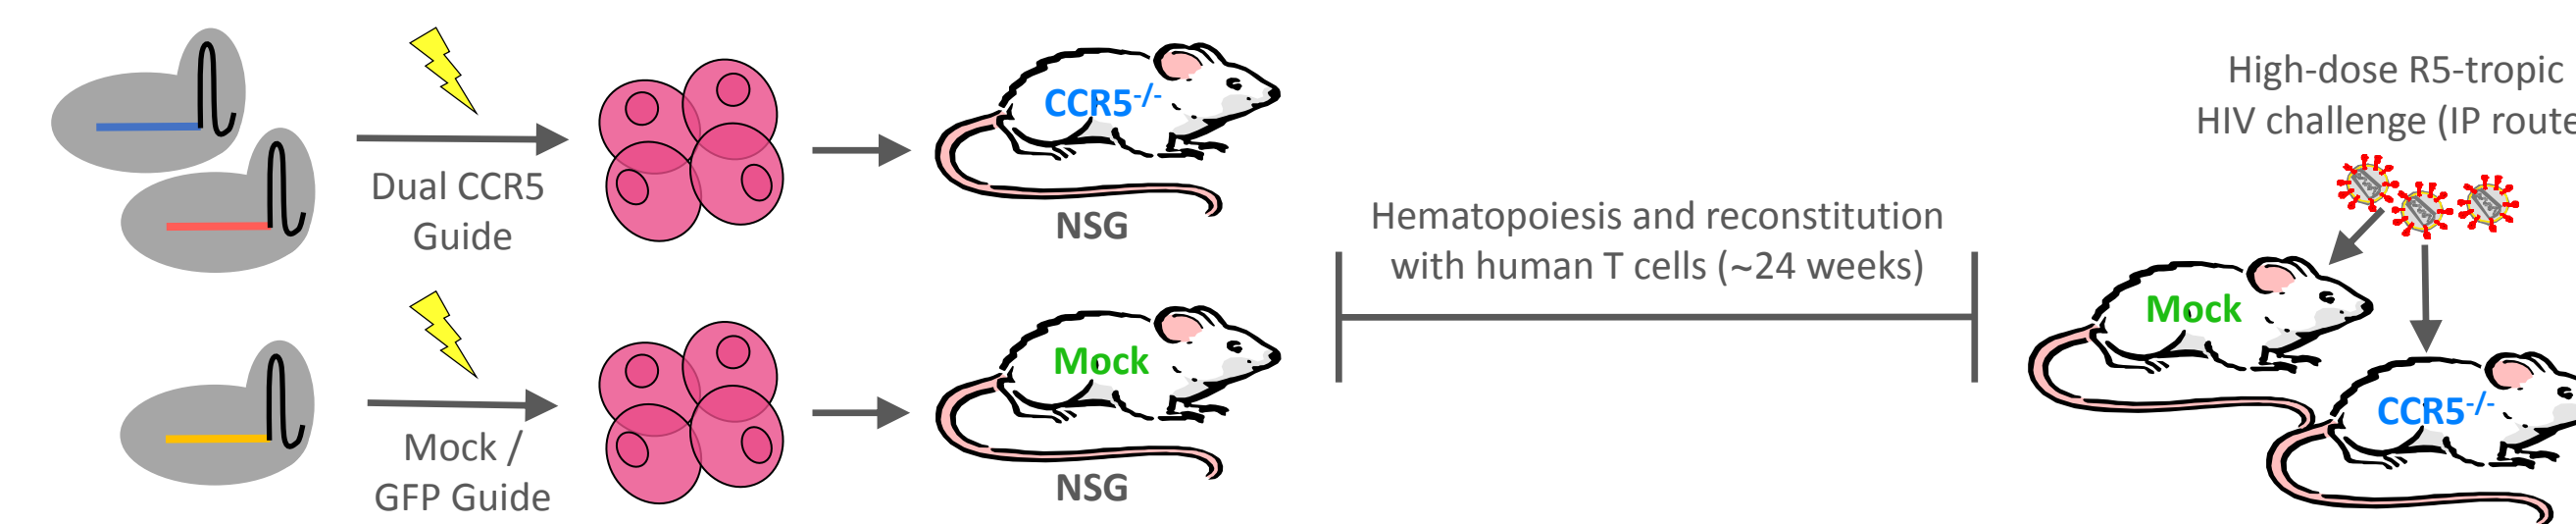 Dual CCR5
Guide
CCR5-/-
NSG
Mock /
GFP Guide
Mock
NSG
Hematopoiesis and reconstitution
with human T cells (~24 weeks)
High-dose R5-tropic
HIV challenge (IP route
Mock
CCR5-/-